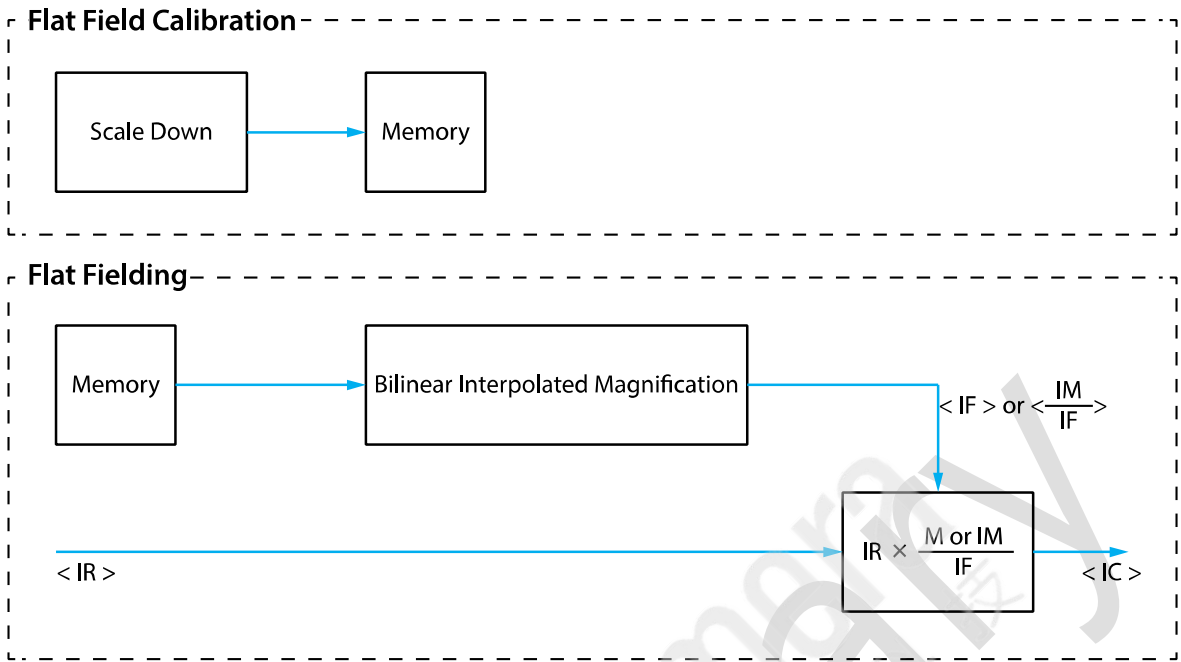 Flat Field Calibration
Scale Down
Memory
Flat Fielding
Memory
Bilinear Interpolated Magnification
< IF > or < IM / IF >
IR × M or IM / IF
< IR >
< IC >